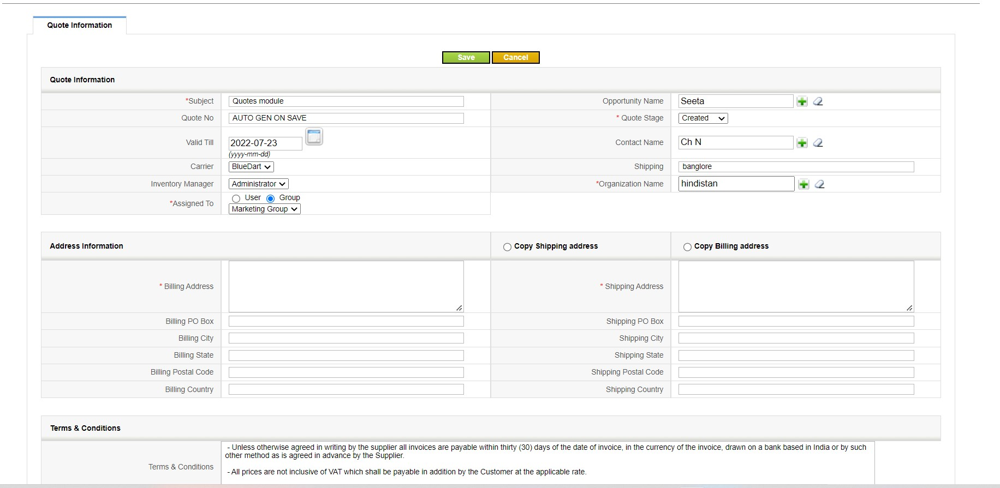 Quote Information
Save Cancel
Quote Information
*Subject Quotes module Opportunity Name Seeta
Quote No AUTO GEN ON SAVE * Quote Stage Created
Valid Till 2022-07-23 Contact Name Ch N
(yyyy-mm-dd)
Carrier BlueDart Shipping banglore
Inventory Manager Administrator *Organization Name hindistan
*Assigned To User Group
Marketing Group
Address Information Copy Shipping address Copy Billing address
* Billing Address * Shipping Address
Billing PO Box Shipping PO Box
Billing City Shipping City
Billing State Shipping State
Billing Postal Code Shipping Postal Code
Billing Country Shipping Country
Terms & Conditions
Terms & Conditions
- Unless otherwise agreed in writing by the supplier all invoices are payable within thirty (30) days of the date of invoice, in the currency of the invoice, drawn on a bank based in India or by such
other method as is agreed in advance by the Supplier.
- All prices are not inclusive of VAT which shall be payable in addition by the Customer at the applicable rate.